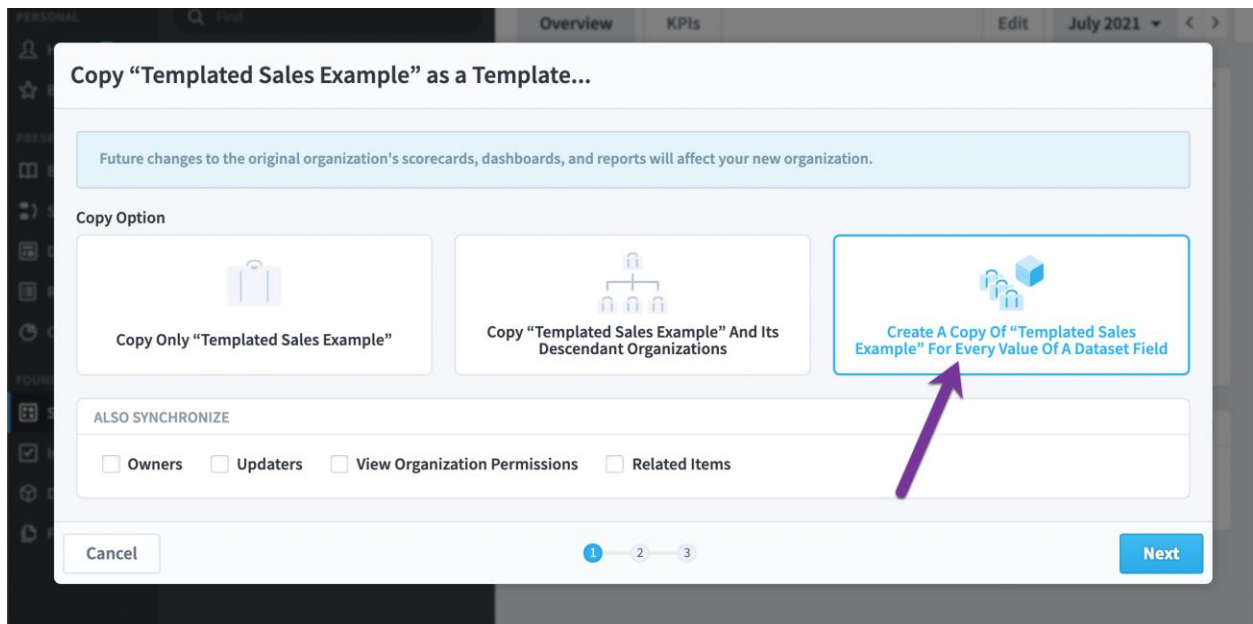 PERSONAL
Find
Overview
KPIs
Edit
July 2021
Copy “Templated Sales Example” as a Template...
Future changes to the original organization's scorecards, dashboards, and reports will affect your new organization.
Copy Option
Copy Only “Templated Sales Example”
Copy “Templated Sales Example” And Its
Descendant Organizations
Create A Copy Of “Templated Sales
Example” For Every Value Of A Dataset Field
ALSO SYNCHRONIZE
Owners
Updaters
View Organization Permissions
Related Items
Cancel
1
2
3
Next